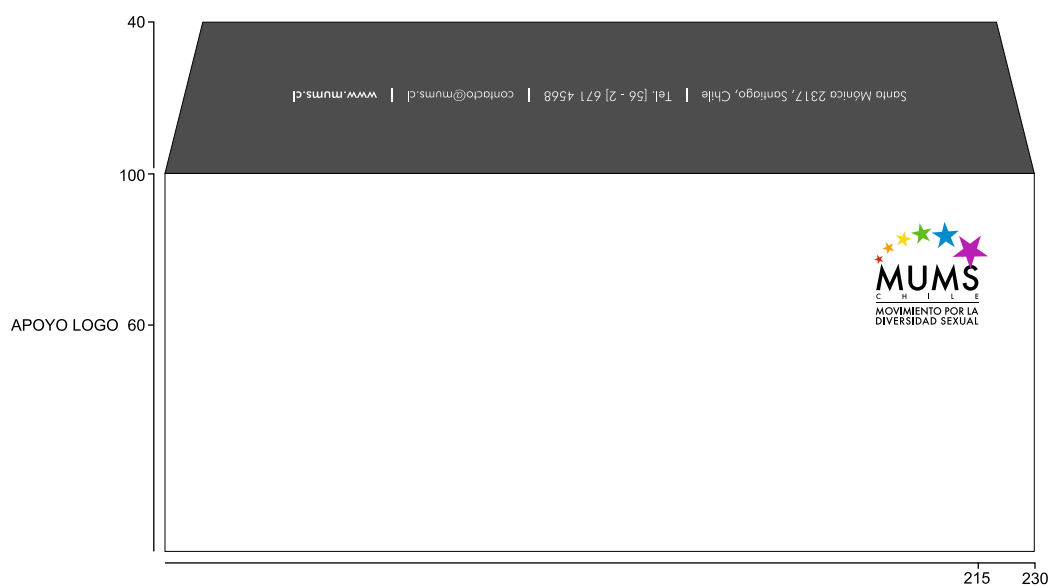 40
Santa Mónica 2317, Santiago, Chile | Tel. [56 - 2] 671 4568 | contacto@mums.cl | www.mums.cl
100
MUMS
CHILE
MOVIMIENTO POR LA
DIVERSIDAD SEXUAL
APOYO LOGO 60
215 230